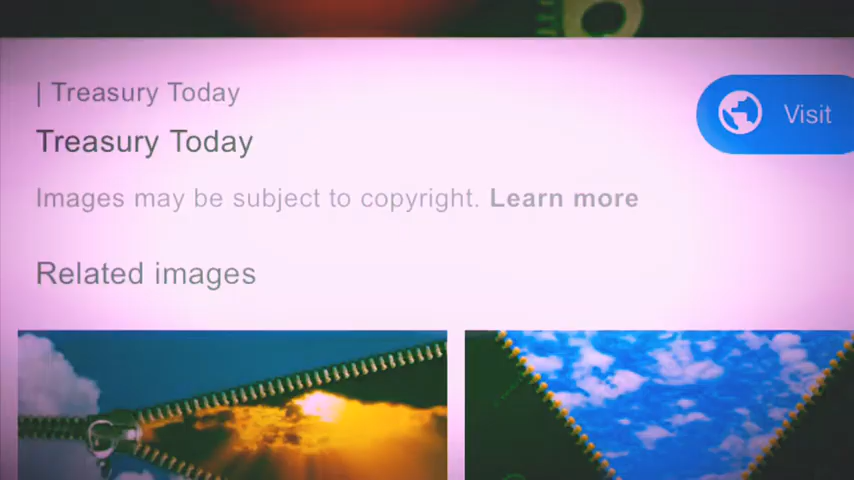 | Treasury Today
Treasury Today
Visit
Images may be subject to copyright. Learn more
Related images